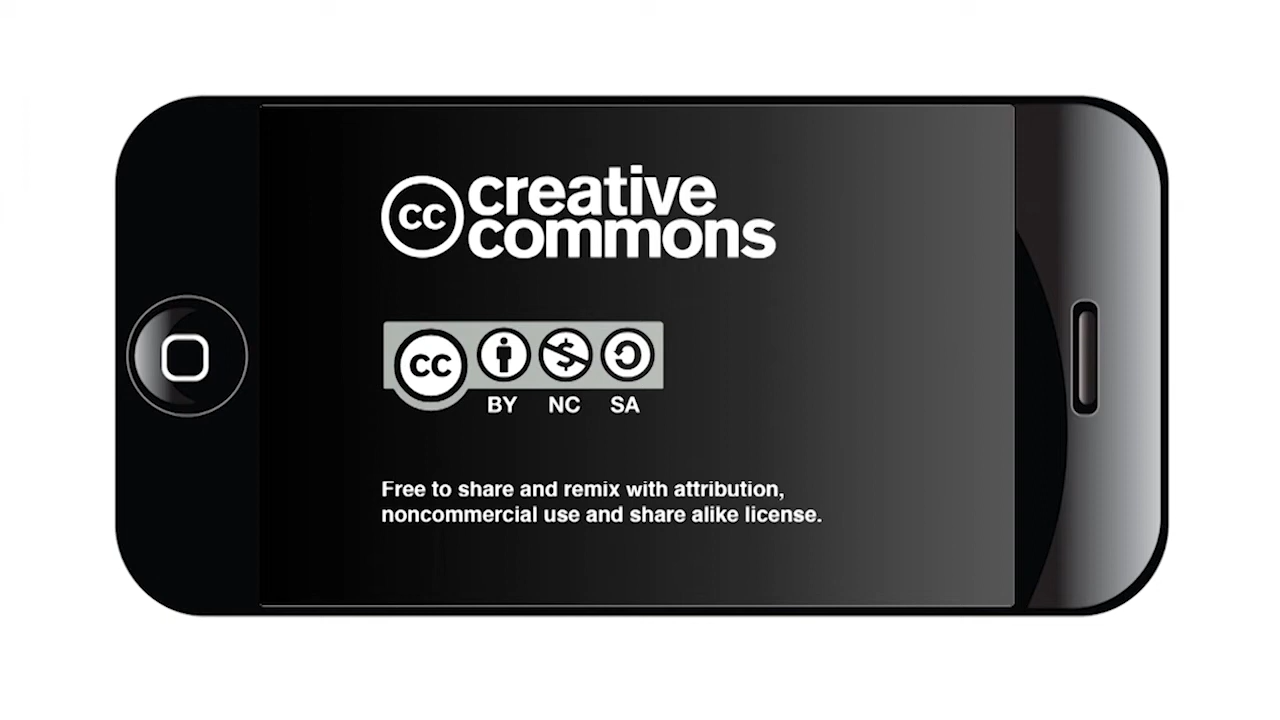 cc creative
commons
cc
BY NC SA
Free to share and remix with attribution,
noncommercial use and share alike license.